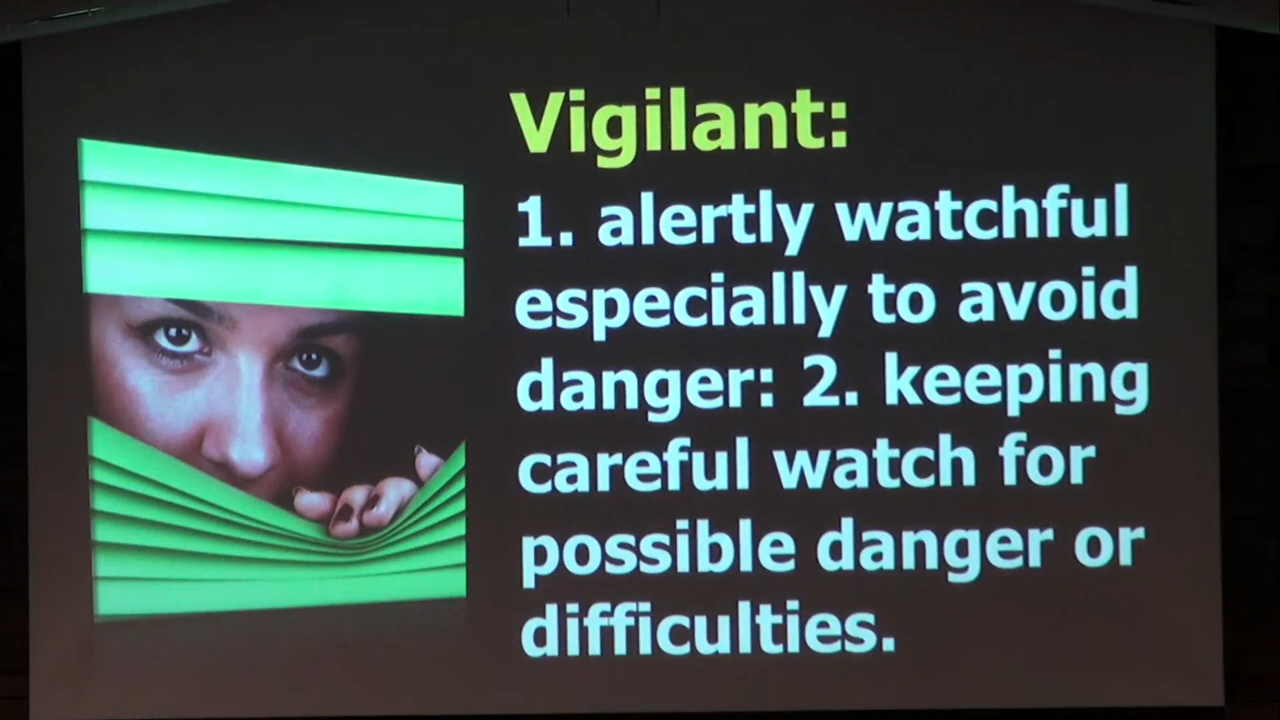 Vigilant:
1. alertly watchful
especially to avoid
danger: 2. keeping
careful watch for
possible danger or
difficulties.